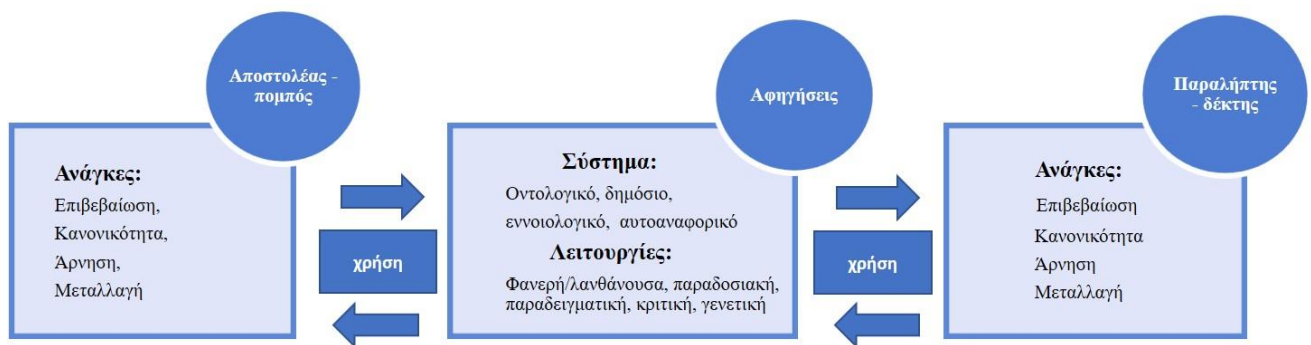 Αποστολέας -
πομπός
Ανάγκες:
Επιβεβαίωση,
Κανονικότητα,
Άρνηση,
Μεταλλαγή
χρήση
Αφηγήσεις
Σύστημα:
Οντολογικό, δημόσιο,
εννοιολογικό, αυτοαναφορικό
Λειτουργίες:
Φανερή/λανθάνουσα, παραδοσιακή,
παραδειγματική, κριτική, γενετική
χρήση
Παραλήπτης
- δέκτης
Ανάγκες:
Επιβεβαίωση
Κανονικότητα
Άρνηση
Μεταλλαγή